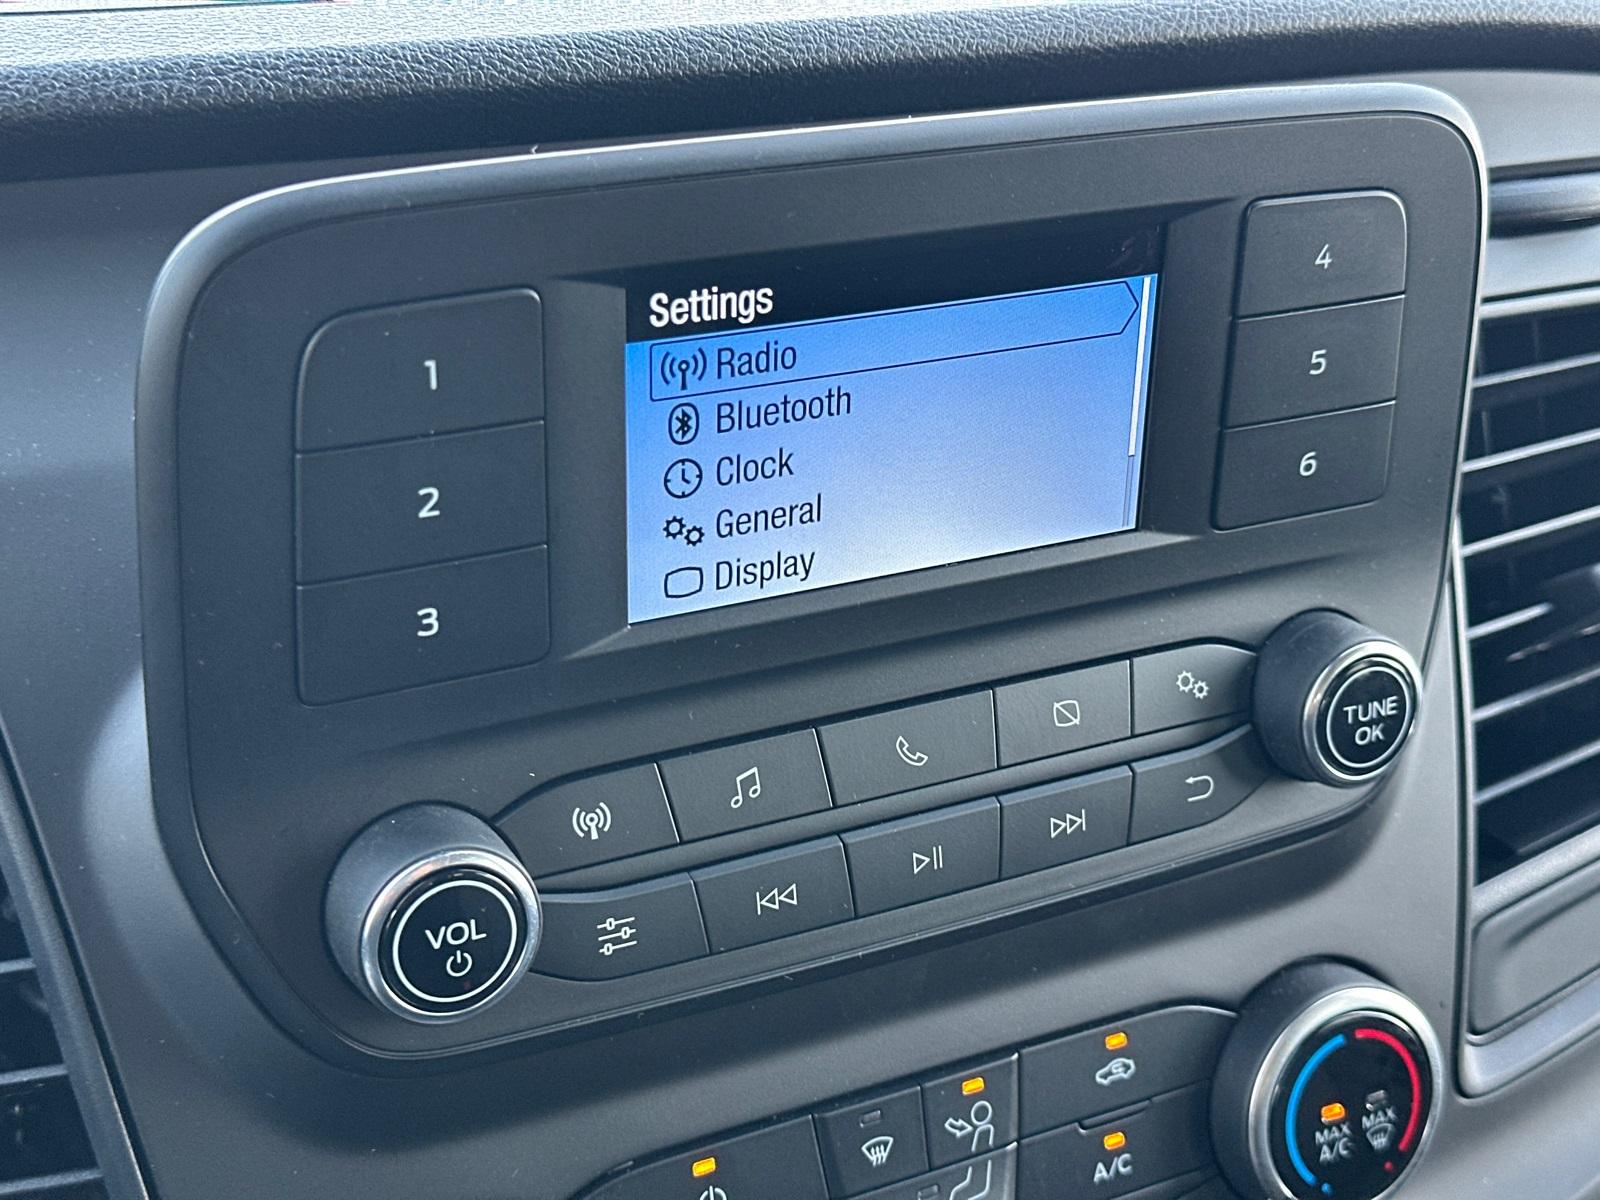 Settings
Radio
Bluetooth
Clock
General
Display
1
2
3
4
5
6
TUNE
OK
VOL
A/C
MAX
A/C
MAX